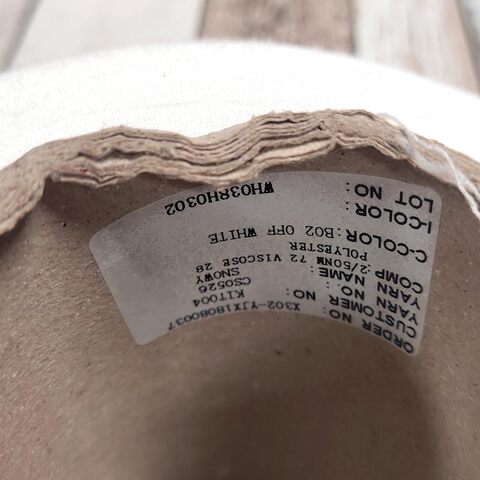 ORDER NO: X302-YJX18080037
CUSTOMER NO: KIT004
YARN NO.: CS0526
YARN NAME: SNOWY
COMP: 2/50NM 72 VISCOSE 28
POLYESTER
C-COLOR: B02 OFF WHITE
I-COLOR:
LOT NO: WH038H0302